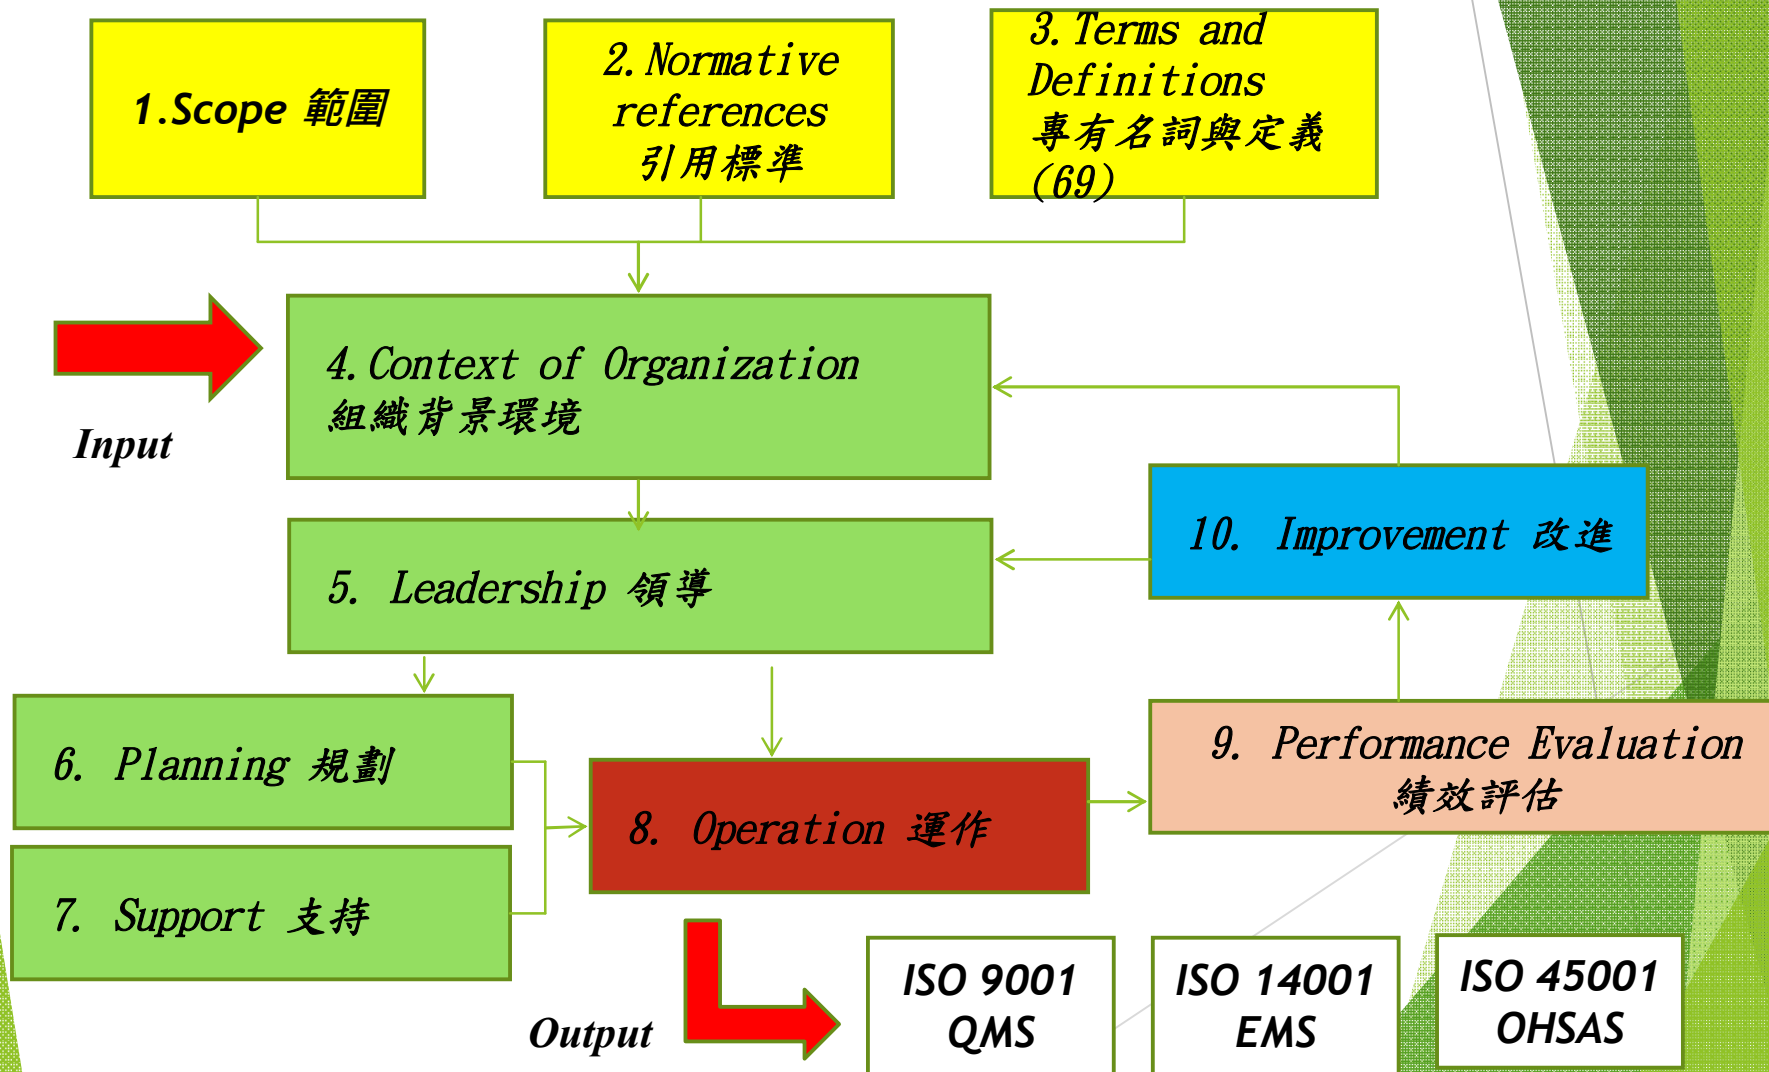 1.Scope 範圍
2.Normative
references
引用標準
3.Terms and
Definitions
專有名詞與定義
(69)
4.Context of Organization
組織背景環境
Input
5. Leadership 領導
10. Improvement 改進
6. Planning 規劃
7. Support 支持
8. Operation 運作
9. Performance Evaluation
績效評估
Output
ISO 9001
QMS
ISO 14001
EMS
ISO 45001
OHSAS